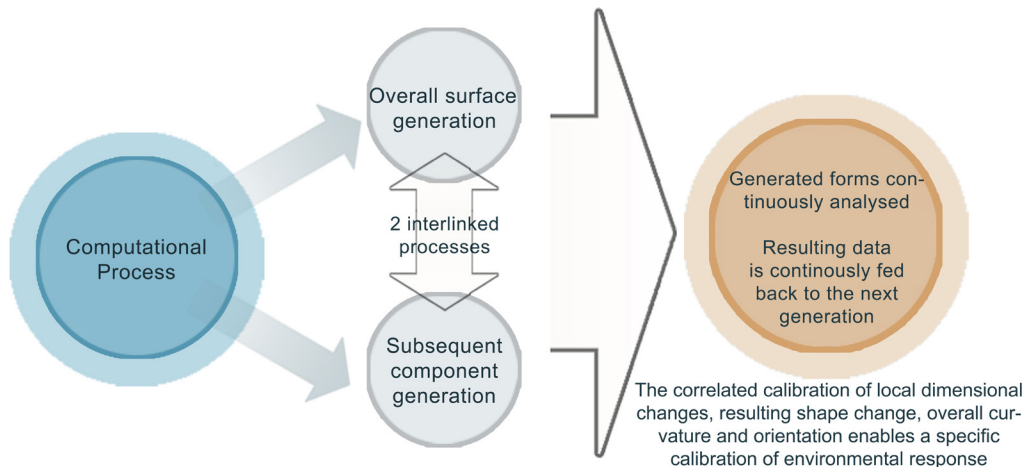 Computational
Process
Overall surface
generation
2 interlinked
processes
Subsequent
component
generation
Generated forms con-
tinuously analysed
Resulting data
is continously fed
back to the next
generation
The correlated calibration of local dimensional
changes, resulting shape change, overall cur-
vature and orientation enables a specific
calibration of environmental response